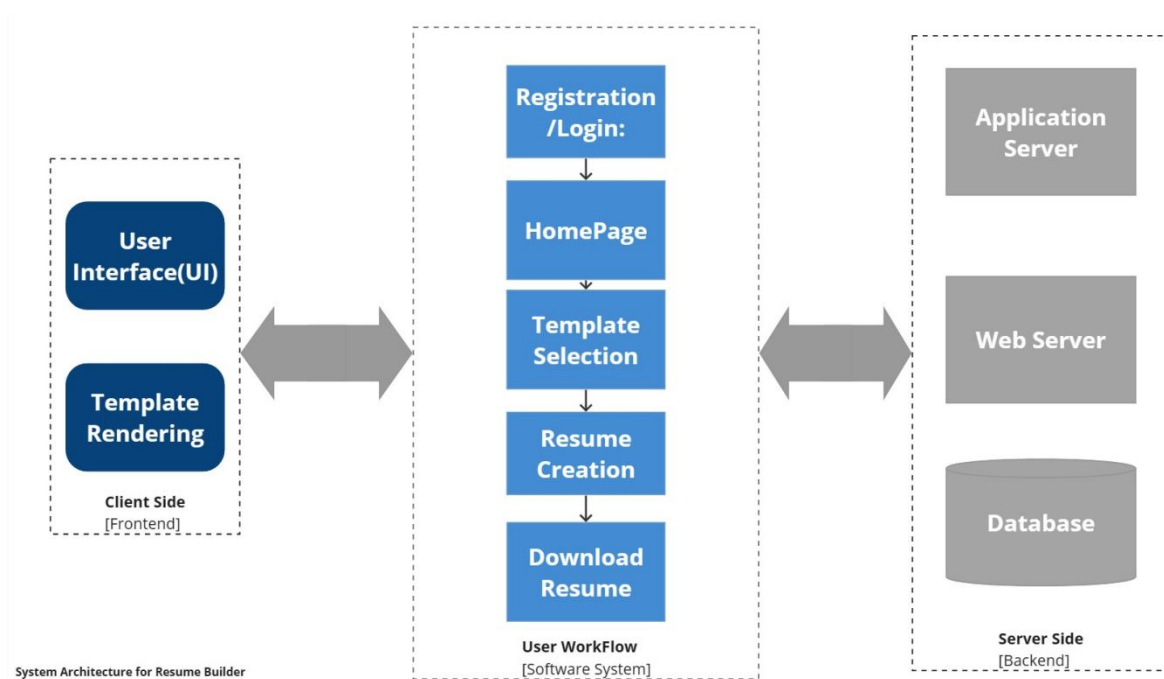 User
Interface(UI)
Template
Rendering
Client Side
[Frontend]
Registration
/Login:
HomePage
Template
Selection
Resume
Creation
Download
Resume
User WorkFlow
[Software System]
Application
Server
Web Server
Database
Server Side
[Backend]
System Architecture for Resume Builder